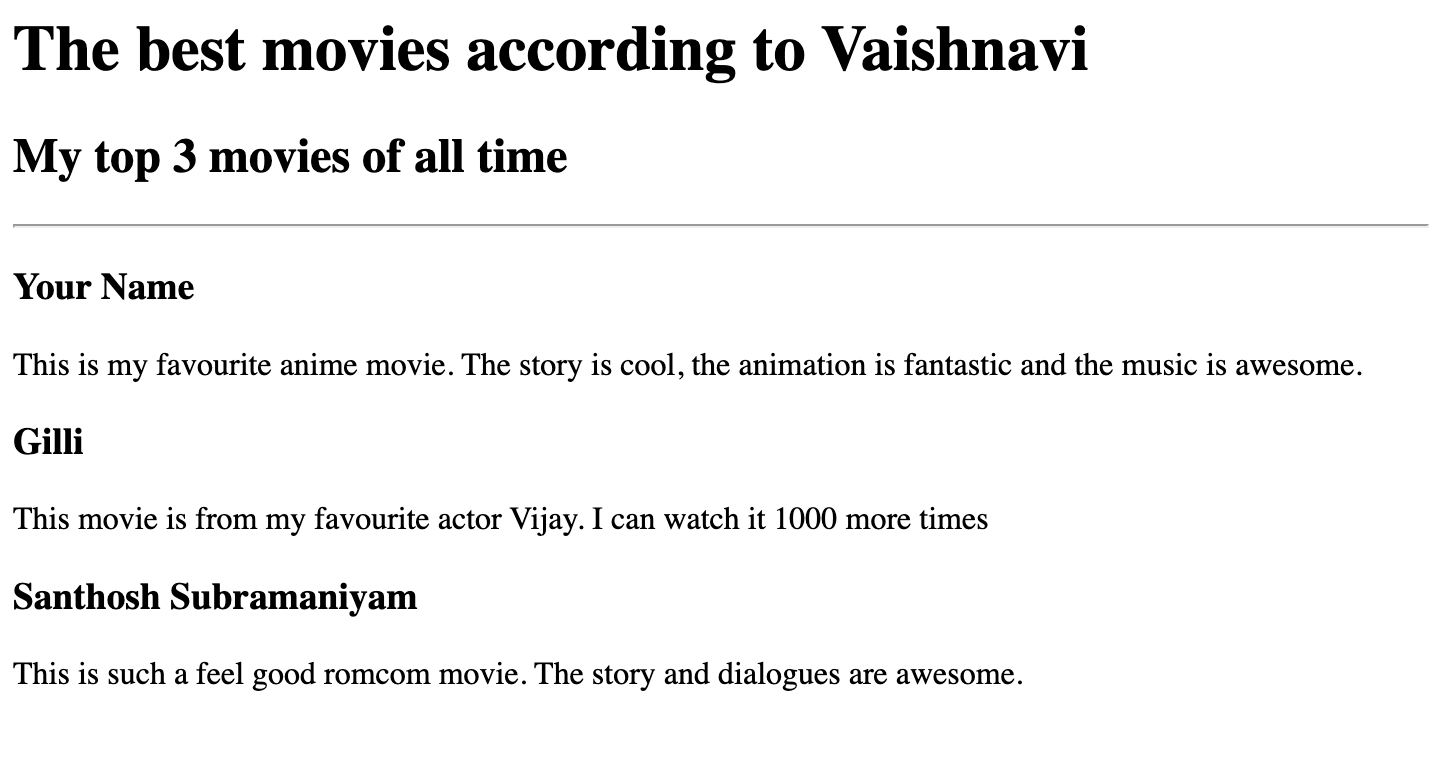 The best movies according to Vaishnavi
My top 3 movies of all time
Your Name
This is my favourite anime movie. The story is cool, the animation is fantastic and the music is awesome.
Gilli
This movie is from my favourite actor Vijay. I can watch it 1000 more times
Santhosh Subramaniyam
This is such a feel good romcom movie. The story and dialogues are awesome.